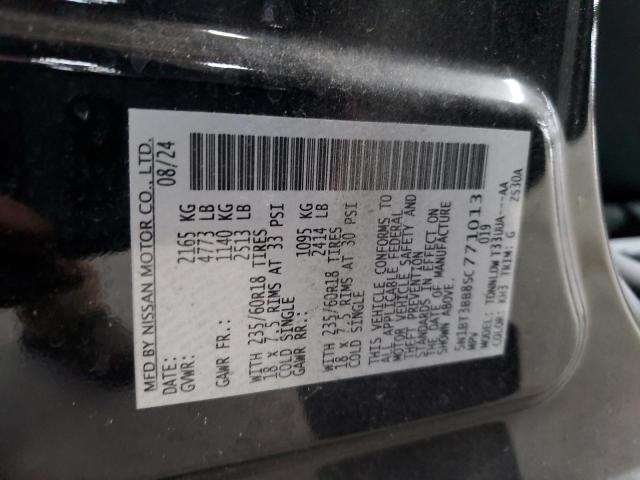 MFD BY NISSAN MOTOR CO., LTD.
DATE: 08/24
GVWR: 2165 KG
4773 LB
GAWR FR.: 1140 KG
2513 LB
WITH 235/60R18 TIRES
18 X 7.5 RIMS AT 33 PSI
COLD SINGLE
GAWR RR.: 1095 KG
2414 LB
WITH 235/60R18 TIRES
18 X 7.5 RIMS AT 30 PSI
COLD SINGLE
THIS VEHICLE CONFORMS TO
ALL APPLICABLE FEDERAL
MOTOR VEHICLE SAFETY AND
THEFT PREVENTION
STANDARDS IN EFFECT ON
THE DATE OF MANUFACTURE
SHOWN ABOVE.
5N1BT3BB8SC771013
MPV 019
MODEL: AA
COLOR: KH3 TRIM: G ZS30A